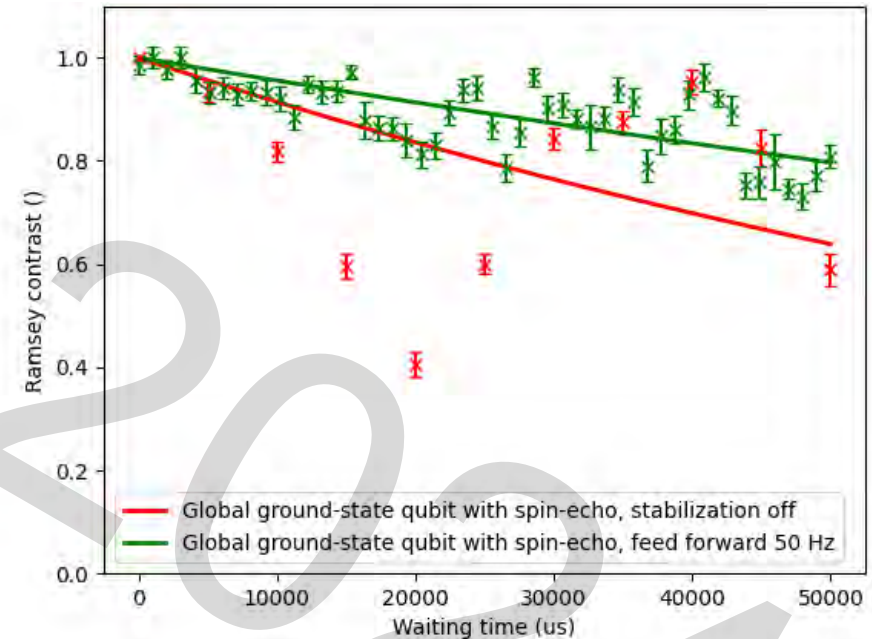 1.0
0.8
0.6
0.4
0.2
0.0
Ramsey contrast ()
Global ground-state qubit with spin-echo, stabilization off
Global ground-state qubit with spin-echo, feed forward 50 Hz
0 10000 20000 30000 40000 50000
Waiting time (us)